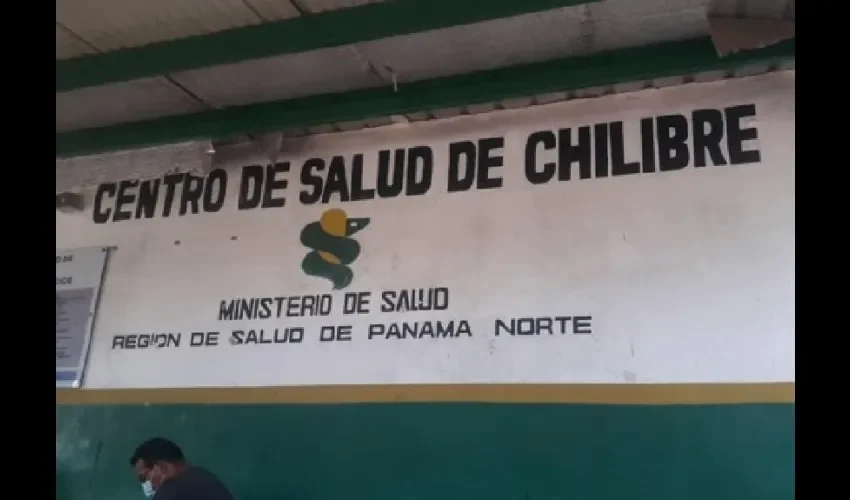 CENTRO DE SALUD DE CHILIBRE
MINISTERIO DE SALUD
REGION DE SALUD DE PANAMA NORTE